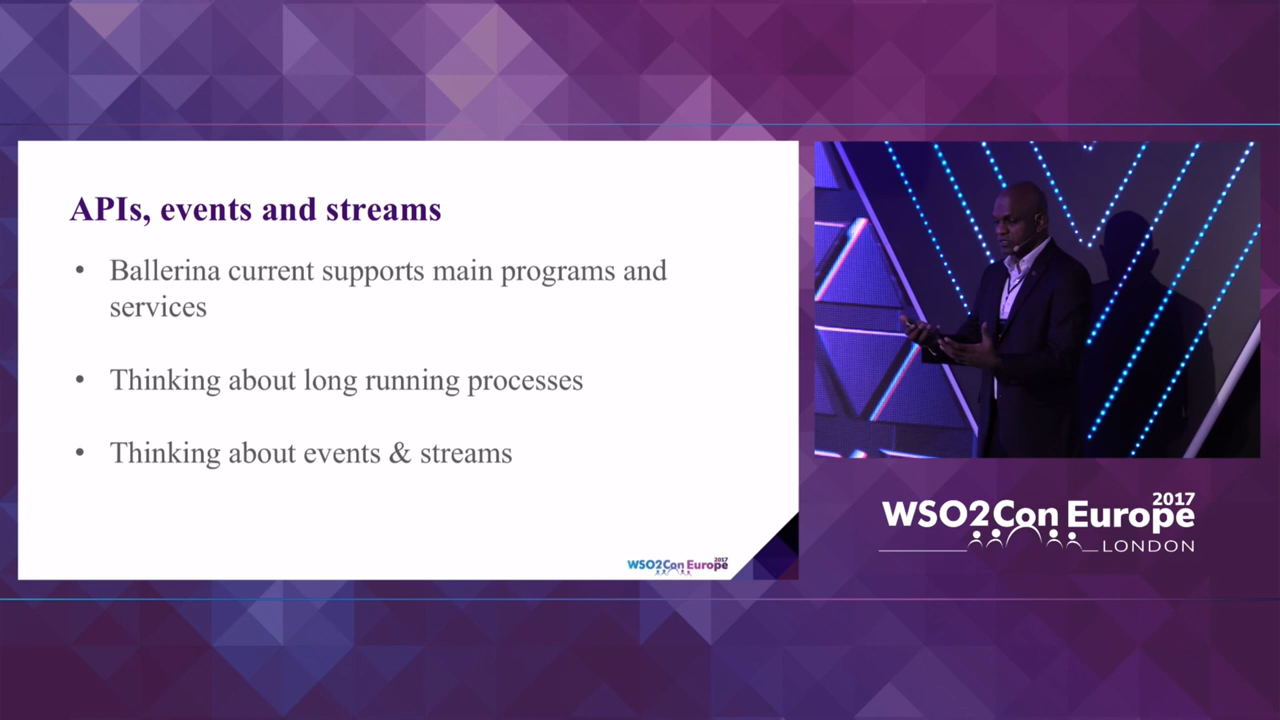 APIs, events and streams
• Ballerina current supports main programs and
services
• Thinking about long running processes
• Thinking about events & streams
WSO2Con Europe
2017
WSO2Con Europe
2017
LONDON